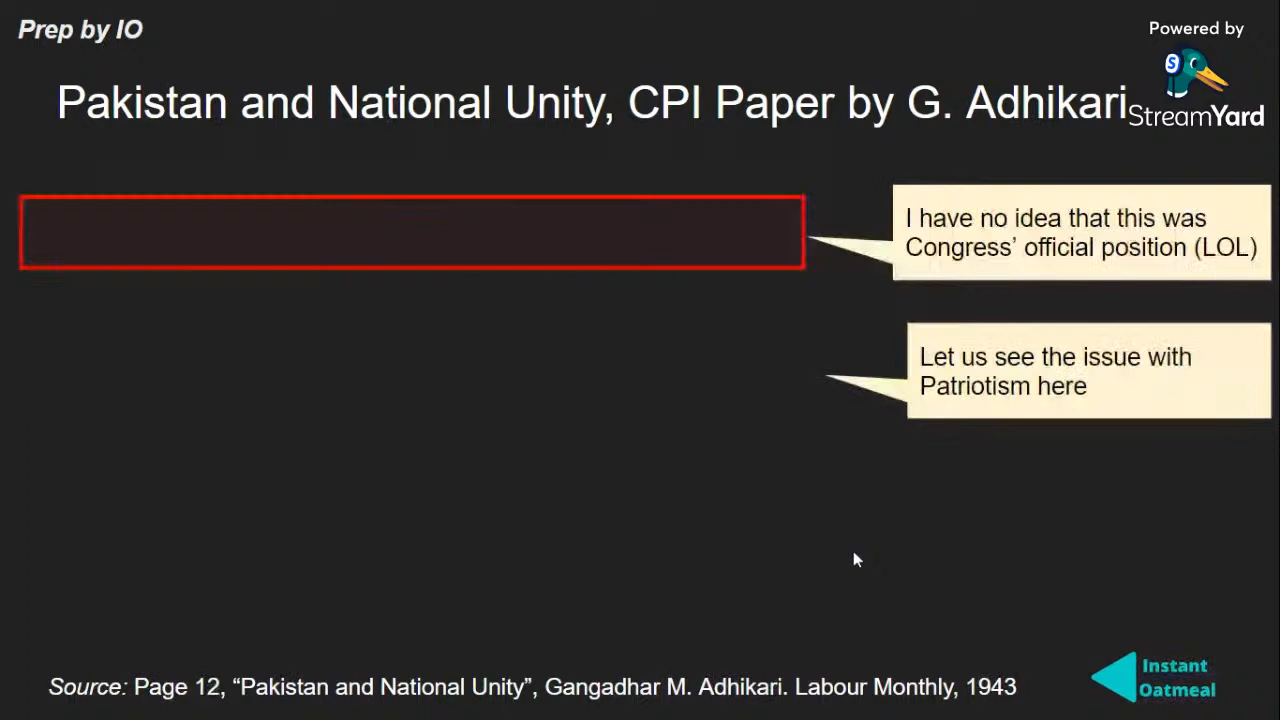 Prep by IO
Powered by
S
StreamYard
Pakistan and National Unity, CPI Paper by G. Adhikari
I have no idea that this was
Congress’ official position (LOL)
Let us see the issue with
Patriotism here
Source: Page 12, “Pakistan and National Unity”, Gangadhar M. Adhikari. Labour Monthly, 1943
Instant
Oatmeal